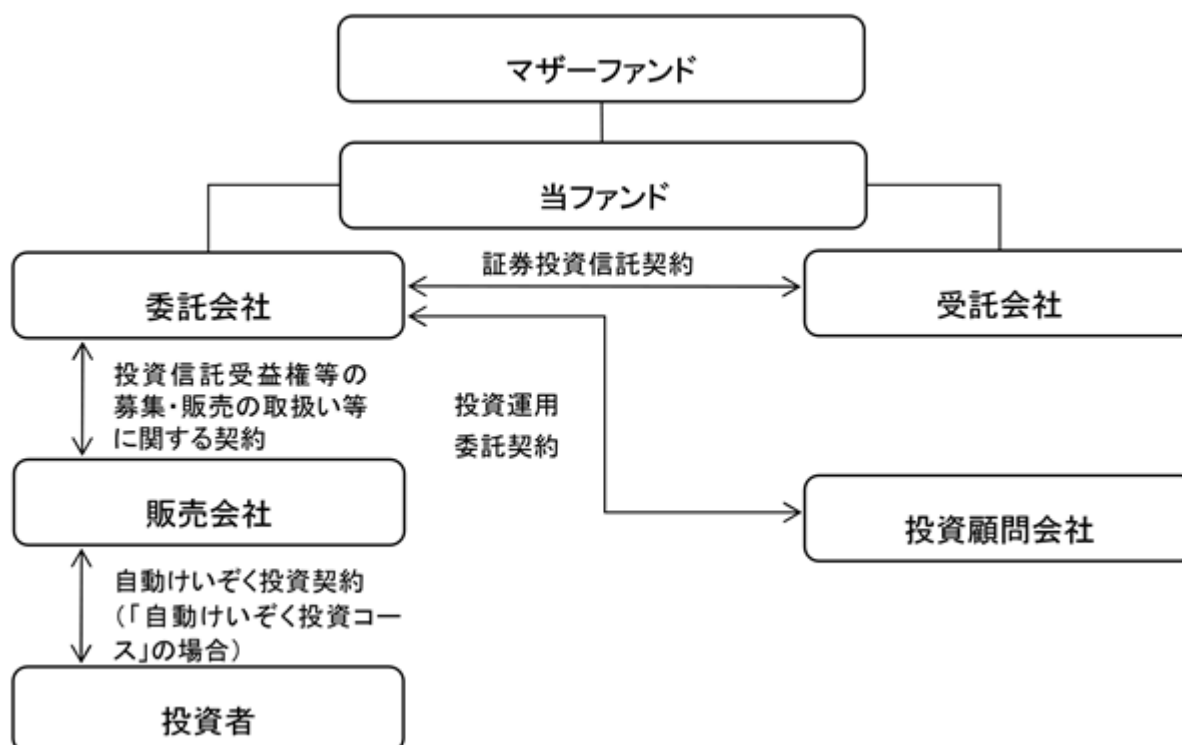 マザーファンド
当ファンド
証券投資信託契約
委託会社
受託会社
投資信託受益権等の
募集・販売の取扱い等
に関する契約
投資運用
委託契約
販売会社
投資顧問会社
自動けいぞく投資契約
（「自動けいぞく投資コー
ス」の場合）
投資者